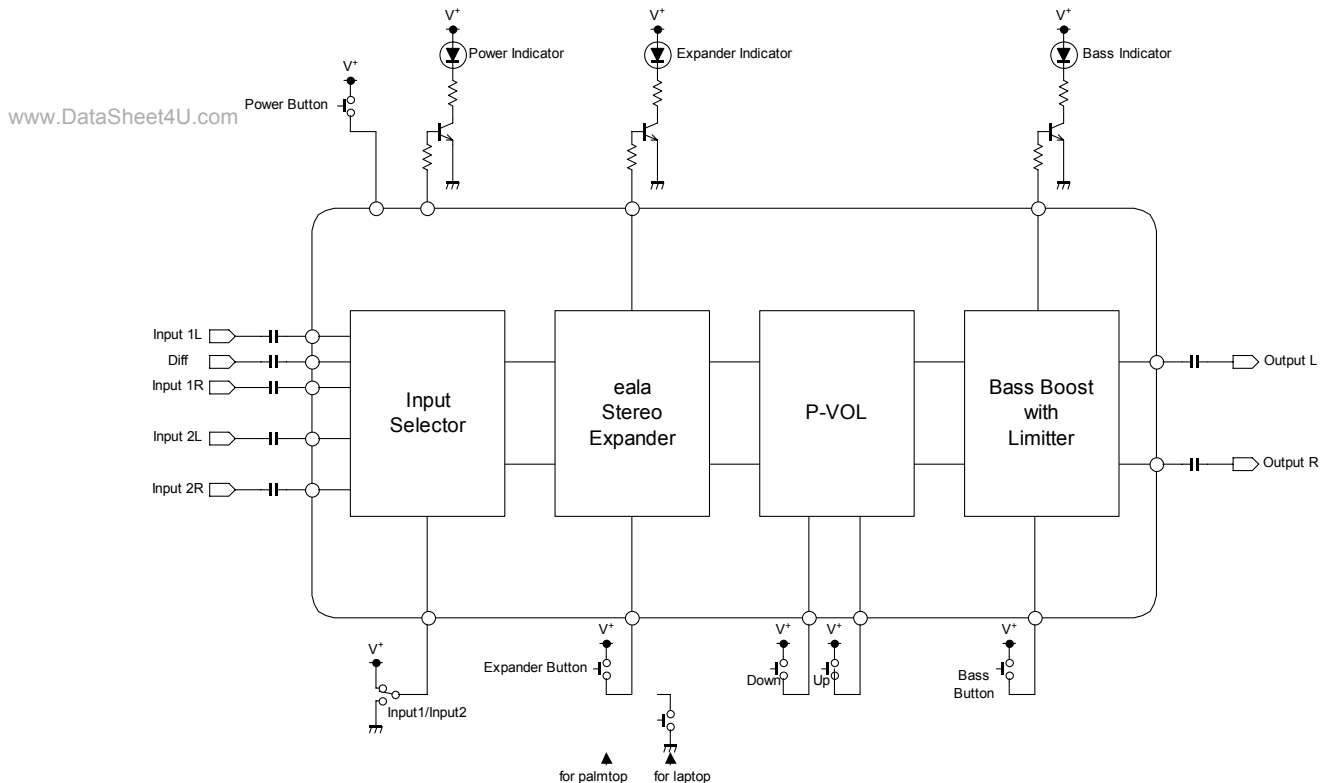 V+
V+
V+
Power Indicator
Expander Indicator
Bass Indicator
V+
Power Button
www.DataSheet4U.com
Input 1L
Diff
Input 1R
Input 2L
Input 2R
Input
Selector
eala
Stereo
Expander
P-VOL
Bass Boost
with
Limitter
Output L
Output R
V+
Input1/Input2
V+
Expander Button
V+
V+
Down
Up
V+
Bass
Button
for palmtop
for laptop